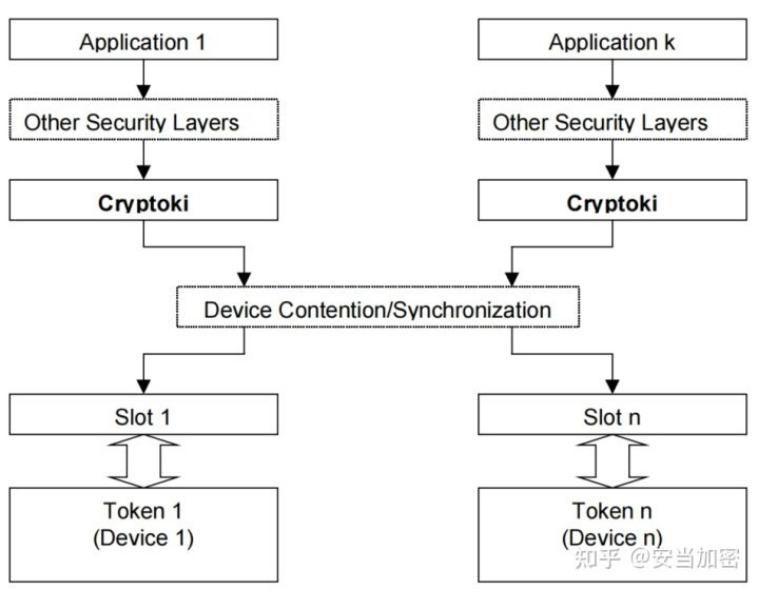 Application 1
Application k
Other Security Layers
Other Security Layers
Cryptoki
Cryptoki
Device Contention/Synchronization
Slot 1
Slot n
Token 1
(Device 1)
Token n
(Device n)
知乎 @安当加密